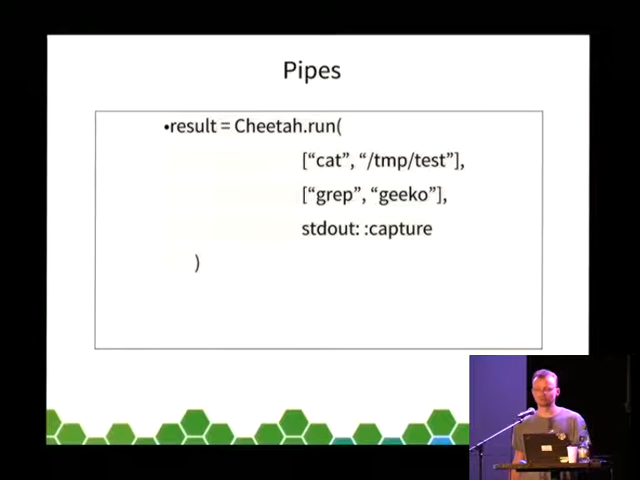 Pipes
•result = Cheetah.run(
[“cat”, “/tmp/test”],
[“grep”, “geeko”],
stdout: :capture
)